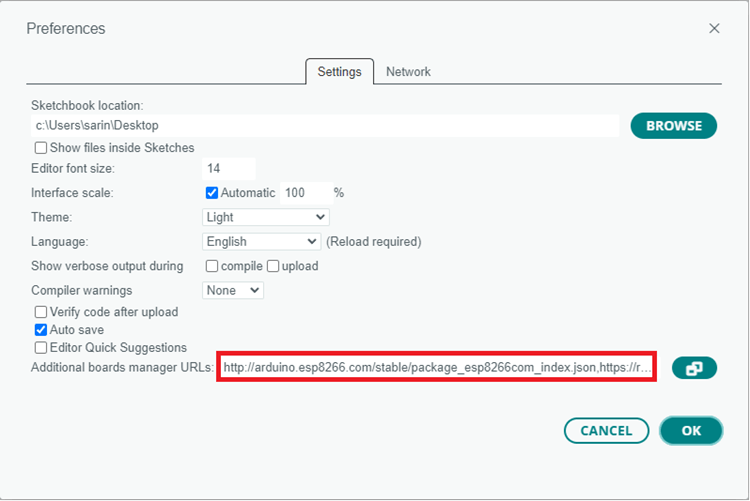 Preferences
Settings Network
Sketchbook location:
c:\Users\sarin\Desktop BROWSE
Show files inside Sketches
Editor font size: 14
Interface scale: Automatic 100 %
Theme: Light
Language: English (Reload required)
Show verbose output during compile upload
Compiler warnings None
Verify code after upload
Auto save
Editor Quick Suggestions
Additional boards manager URLs: http://arduino.esp8266.com/stable/package_esp8266com_index.json,https://r...
CANCEL OK